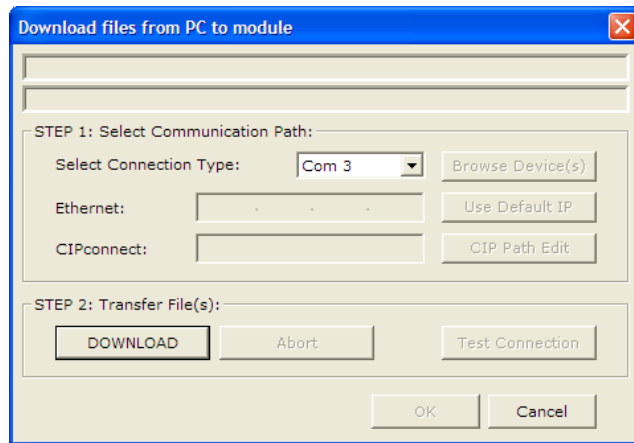 Download files from PC to module
STEP 1: Select Communication Path:
Select Connection Type: Com 3 Browse Device(s)
Ethernet: . . . Use Default IP
CIPconnect: CIP Path Edit
STEP 2: Transfer File(s):
DOWNLOAD Abort Test Connection
OK Cancel